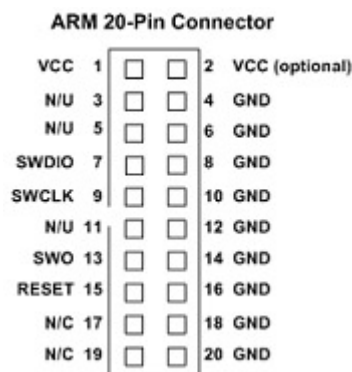 ARM 20-Pin Connector
VCC 1 2 VCC (optional)
N/U 3 4 GND
N/U 5 6 GND
SWDIO 7 8 GND
SWCLK 9 10 GND
N/U 11 12 GND
SWO 13 14 GND
RESET 15 16 GND
N/C 17 18 GND
N/C 19 20 GND